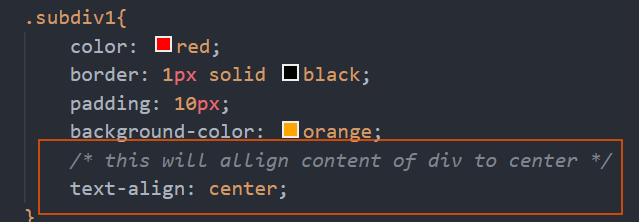 .subdiv1{
color: red;
border: 1px solid black;
padding: 10px;
background-color: orange;
/* this will allign content of div to center */
text-align: center;
}